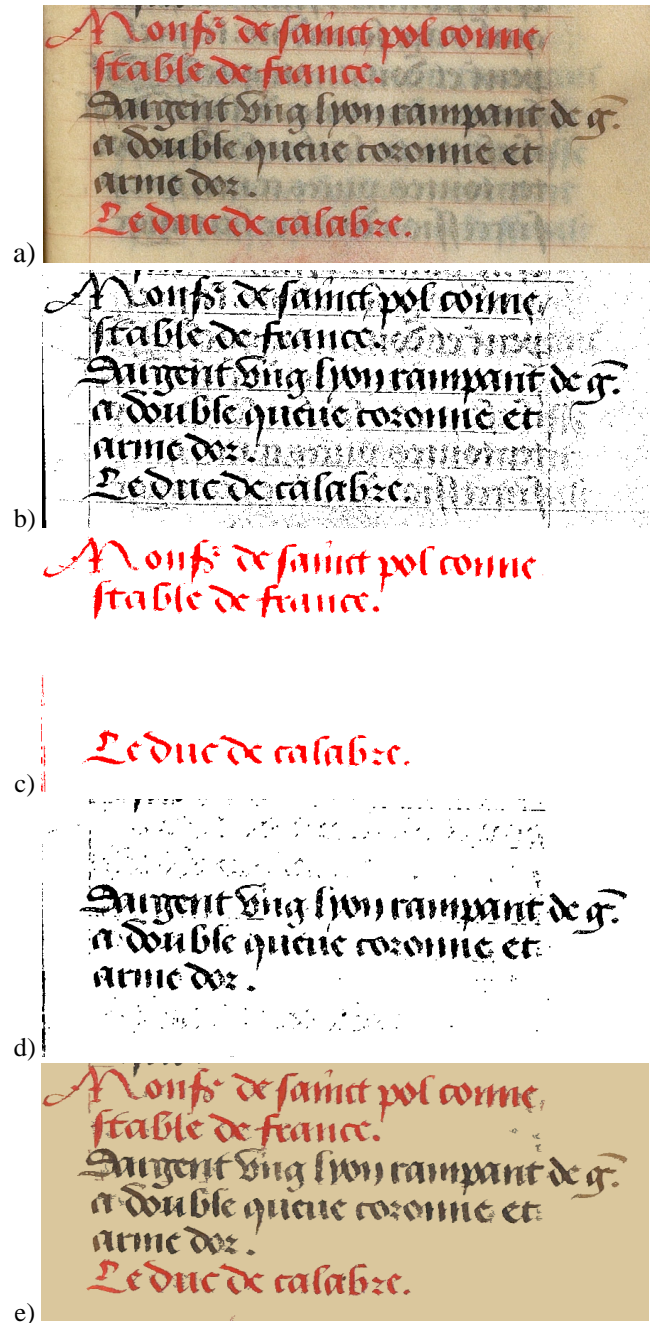 Monsr de sainct pol conne
stable de france.
Dargent vng lyon rampant de g.
a double queue coronne et
arme dor.
Le duc de calabre.
a)
Monsr de sainct pol conne
stable de france.
Dargent vng lyon rampant de g.
a double queue coronne et
arme dor.
Le duc de calabre.
b)
Monsr de sainct pol conne
stable de france.
Le duc de calabre.
c)
Dargent vng lyon rampant de g.
a double queue coronne et
arme dor.
d)
Monsr de sainct pol conne
stable de france.
Dargent vng lyon rampant de g.
a double queue coronne et
arme dor.
Le duc de calabre.
e)